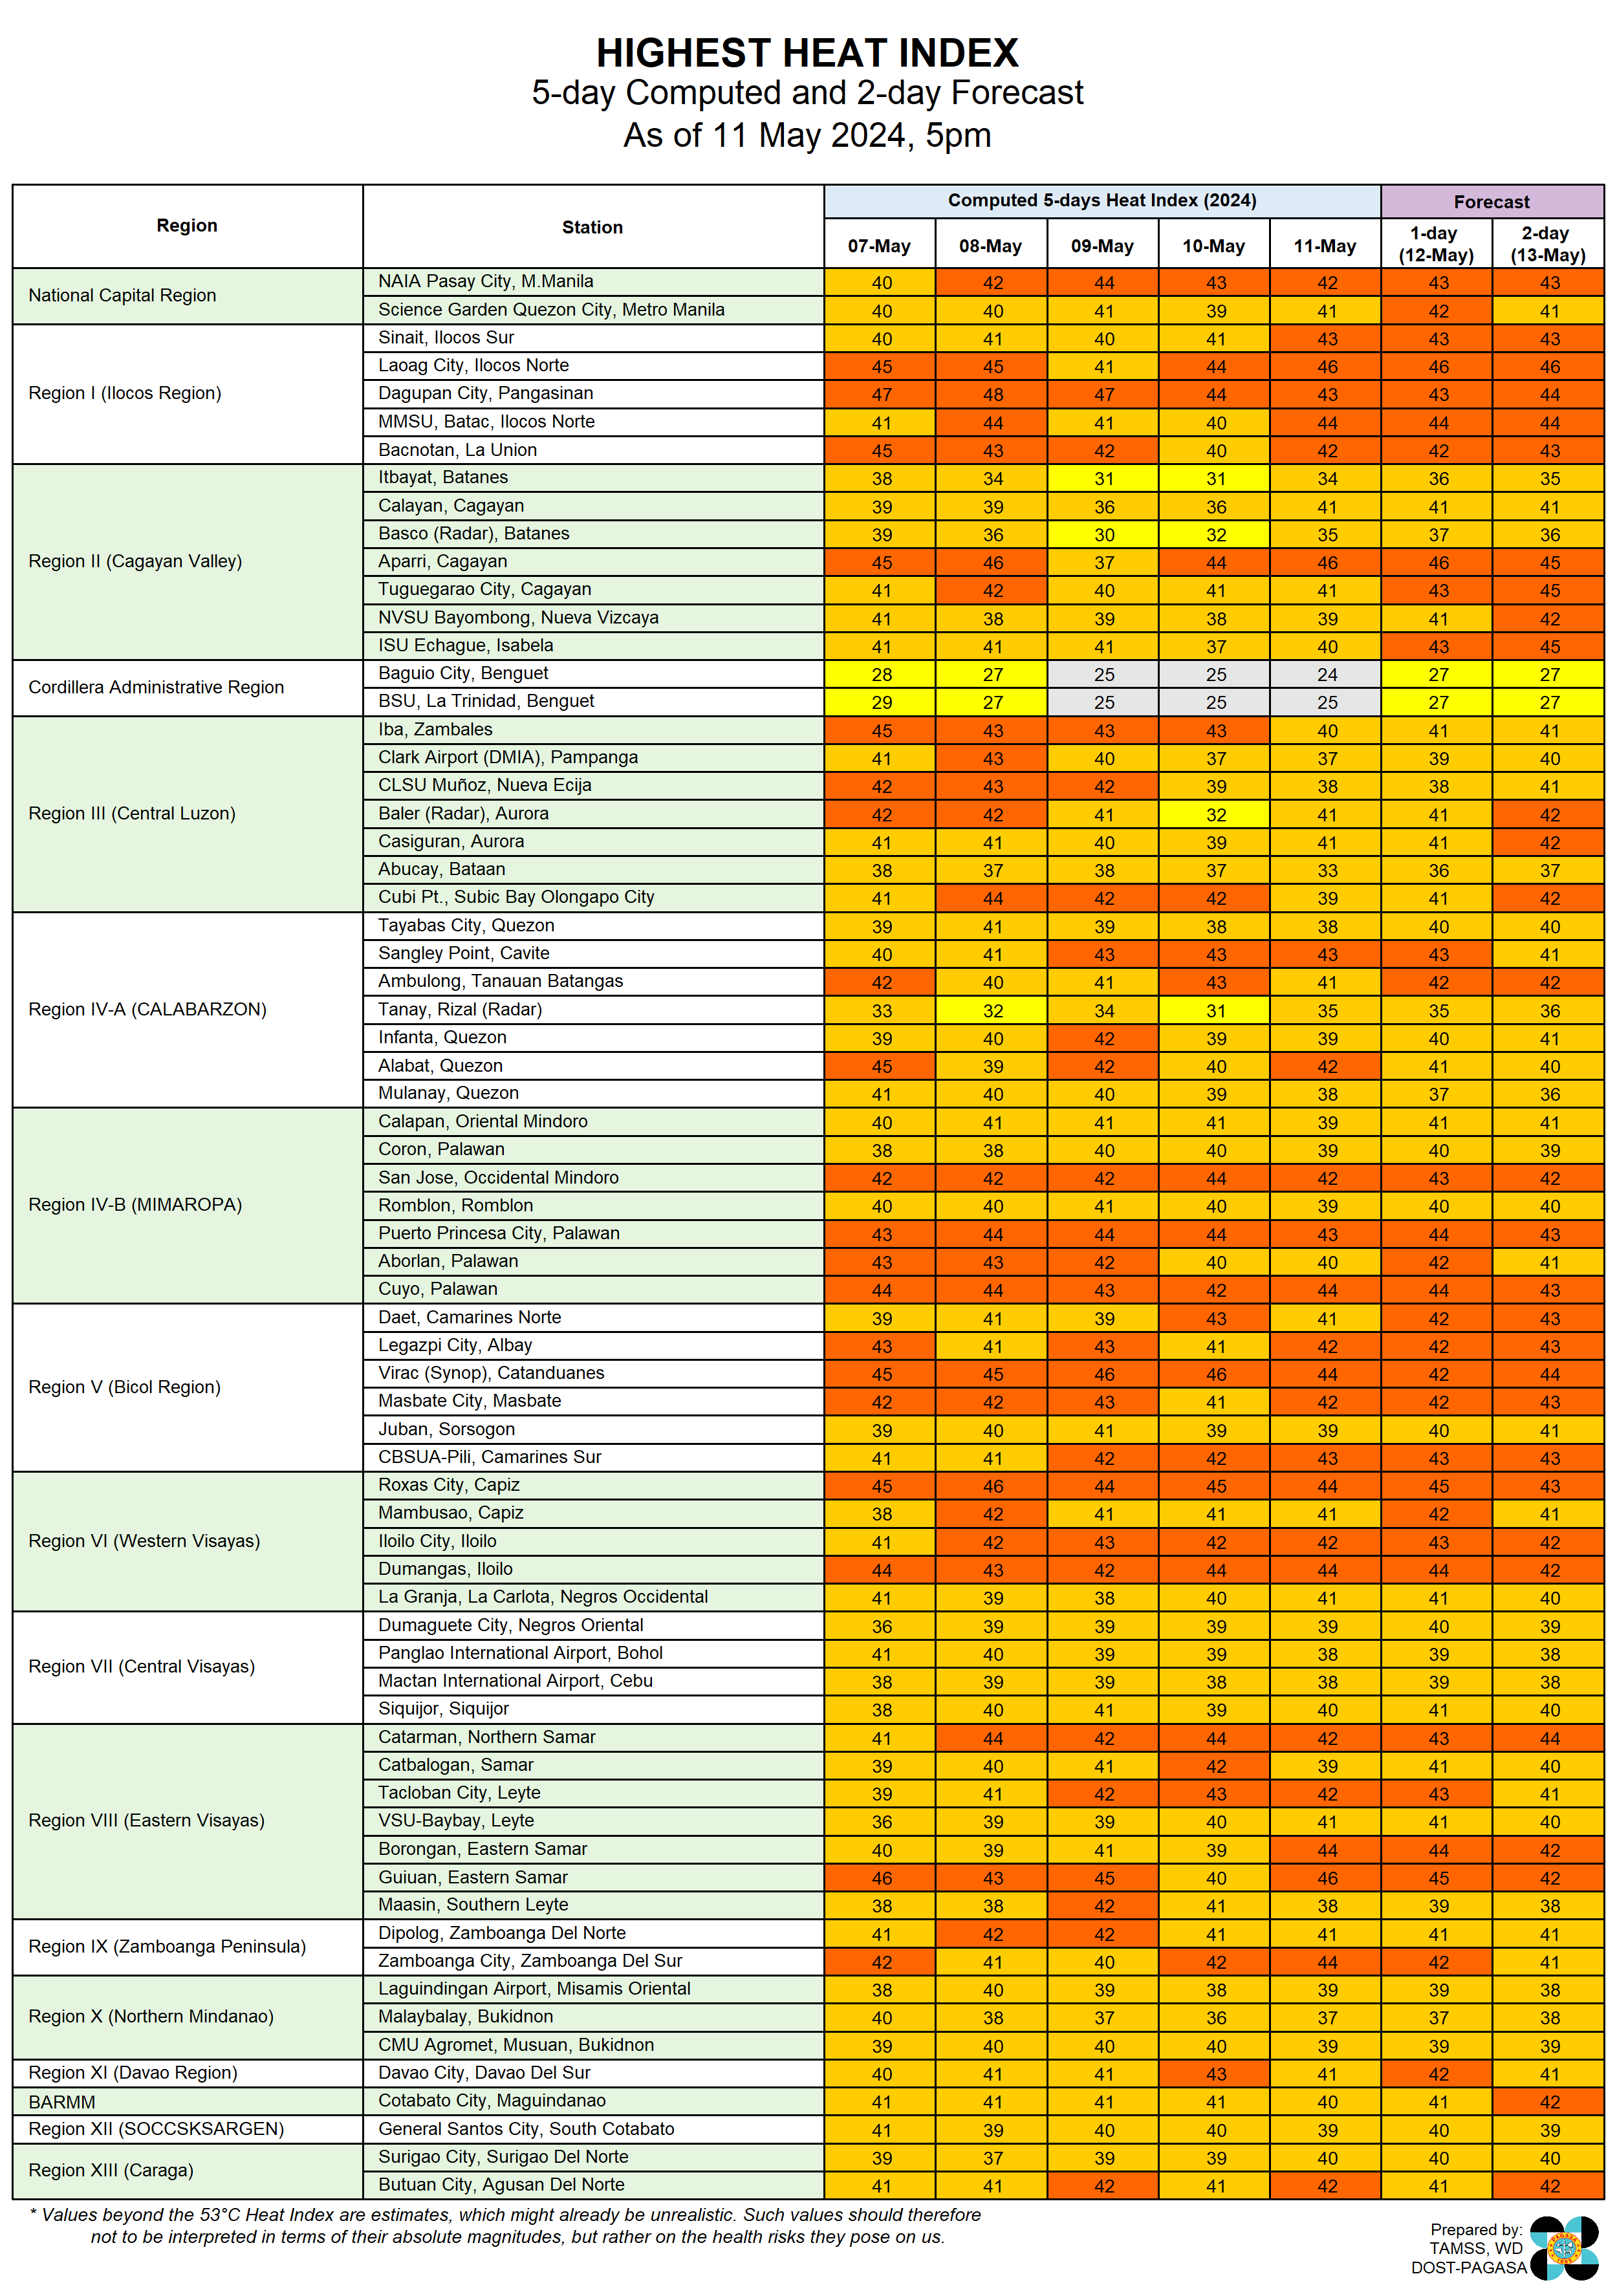 HIGHEST HEAT INDEX
5-day Computed and 2-day Forecast
As of 11 May 2024, 5pm
Region Station Computed 5-days Heat Index (2024) Forecast
07-May 08-May 09-May 10-May 11-May 1-day (12-May) 2-day (13-May)
National Capital Region
NAIA Pasay City, M.Manila 40 42 44 43 42 43 43
Science Garden Quezon City, Metro Manila 40 40 41 39 41 42 41
Region I (Ilocos Region)
Sinait, Ilocos Sur 40 41 40 41 43 43 43
Laoag City, Ilocos Norte 45 45 41 44 46 46 46
Dagupan City, Pangasinan 47 48 47 44 43 43 44
MMSU, Batac, Ilocos Norte 41 44 41 40 44 44 44
Bacnotan, La Union 45 43 42 40 42 42 43
Region II (Cagayan Valley)
Itbayat, Batanes 38 34 31 31 34 36 35
Calayan, Cagayan 39 39 36 36 41 41 41
Basco (Radar), Batanes 39 36 30 32 35 37 36
Aparri, Cagayan 45 46 37 44 46 46 45
Tuguegarao City, Cagayan 41 42 40 41 41 43 45
NVSU Bayombong, Nueva Vizcaya 41 38 39 38 39 41 42
ISU Echague, Isabela 41 41 41 37 40 43 45
Cordillera Administrative Region
Baguio City, Benguet 28 27 25 25 24 27 27
BSU, La Trinidad, Benguet 29 27 25 25 25 27 27
Region III (Central Luzon)
Iba, Zambales 45 43 43 43 40 41 41
Clark Airport (DMIA), Pampanga 41 43 40 37 37 39 40
CLSU Muñoz, Nueva Ecija 42 43 42 39 38 38 41
Baler (Radar), Aurora 42 42 41 32 41 41 42
Casiguran, Aurora 41 41 40 39 41 41 42
Abucay, Bataan 38 37 38 37 33 36 37
Cubi Pt., Subic Bay Olongapo City 41 44 42 42 39 41 42
Region IV-A (CALABARZON)
Tayabas City, Quezon 39 41 39 38 38 40 40
Sangley Point, Cavite 40 41 43 43 43 43 41
Ambulong, Tanauan Batangas 42 40 41 43 41 42 42
Tanay, Rizal (Radar) 33 32 34 31 35 35 36
Infanta, Quezon 39 40 42 39 39 40 41
Alabat, Quezon 45 39 42 40 42 41 40
Mulanay, Quezon 41 40 40 39 38 37 36
Region IV-B (MIMAROPA)
Calapan, Oriental Mindoro 40 41 41 41 39 41 41
Coron, Palawan 38 38 40 40 39 40 39
San Jose, Occidental Mindoro 42 42 42 44 42 43 42
Romblon, Romblon 40 40 41 40 39 40 40
Puerto Princesa City, Palawan 43 44 44 44 43 44 43
Aborlan, Palawan 43 43 42 40 40 42 41
Cuyo, Palawan 44 44 43 42 44 44 43
Region V (Bicol Region)
Daet, Camarines Norte 39 41 39 43 41 42 43
Legazpi City, Albay 43 41 43 41 42 42 43
Virac (Synop), Catanduanes 45 45 46 46 44 42 44
Masbate City, Masbate 42 42 43 41 42 42 43
Juban, Sorsogon 39 40 41 39 39 40 41
CBSUA-Pili, Camarines Sur 41 41 42 42 43 43 43
Region VI (Western Visayas)
Roxas City, Capiz 45 46 44 45 44 45 43
Mambusao, Capiz 38 42 41 41 41 42 41
Iloilo City, Iloilo 41 42 43 42 42 43 42
Dumangas, Iloilo 44 43 42 44 44 44 42
La Granja, La Carlota, Negros Occidental 41 39 38 40 41 41 40
Region VII (Central Visayas)
Dumaguete City, Negros Oriental 36 39 39 39 39 40 39
Panglao International Airport, Bohol 41 40 39 39 38 39 38
Mactan International Airport, Cebu 38 39 39 38 38 39 38
Siquijor, Siquijor 38 40 41 39 40 41 40
Region VIII (Eastern Visayas)
Catarman, Northern Samar 41 44 42 44 42 43 44
Catbalogan, Samar 39 40 41 42 39 41 40
Tacloban City, Leyte 39 41 42 43 42 43 41
VSU-Baybay, Leyte 36 39 39 40 41 41 40
Borongan, Eastern Samar 40 39 41 39 44 44 42
Guiuan, Eastern Samar 46 43 45 40 46 45 42
Maasin, Southern Leyte 38 38 42 41 38 39 38
Region IX (Zamboanga Peninsula)
Dipolog, Zamboanga Del Norte 41 42 42 41 41 41 41
Zamboanga City, Zamboanga Del Sur 42 41 40 42 44 42 41
Region X (Northern Mindanao)
Laguindingan Airport, Misamis Oriental 38 40 39 38 39 39 38
Malaybalay, Bukidnon 40 38 37 36 37 37 38
CMU Agromet, Musuan, Bukidnon 39 40 40 40 39 39 39
Region XI (Davao Region) Davao City, Davao Del Sur 40 41 41 43 41 42 41
BARMM Cotabato City, Maguindanao 41 41 41 41 40 41 42
Region XII (SOCCSKSARGEN) General Santos City, South Cotabato 41 39 40 40 39 40 39
Region XIII (Caraga)
Surigao City, Surigao Del Norte 39 37 39 39 40 40 40
Butuan City, Agusan Del Norte 41 41 42 41 42 41 42
* Values beyond the 53°C Heat Index are estimates, which might already be unrealistic. Such values should therefore
not to be interpreted in terms of their absolute magnitudes, but rather on the health risks they pose on us.
Prepared by:
TAMSS, WD
DOST-PAGASA